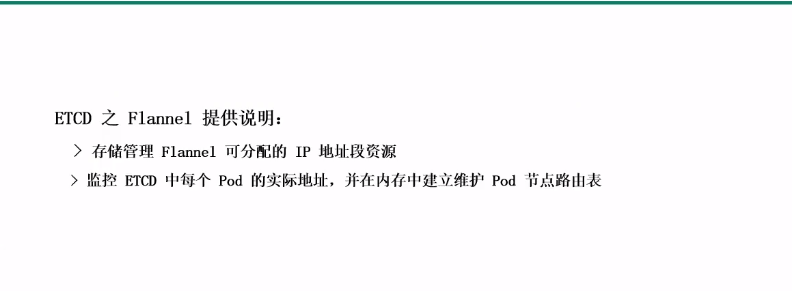 ETCD 之 Flannel 提供说明：
> 存储管理 Flannel 可分配的 IP 地址段资源
> 监控 ETCD 中每个 Pod 的实际地址，并在内存中建立维护 Pod 节点路由表